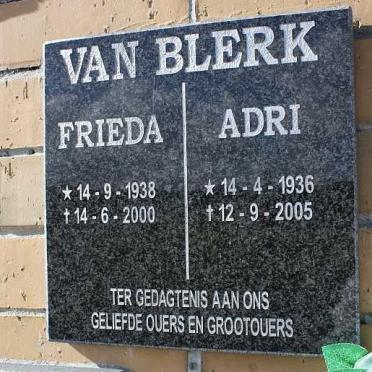 VAN BLERK
FRIEDA
★ 14 - 9 - 1938
† 14 - 6 - 2000
ADRI
★ 14 - 4 - 1936
† 12 - 9 - 2005
TER GEDAGTENIS AAN ONS
GELIEFDE OUERS EN GROOTOUERS